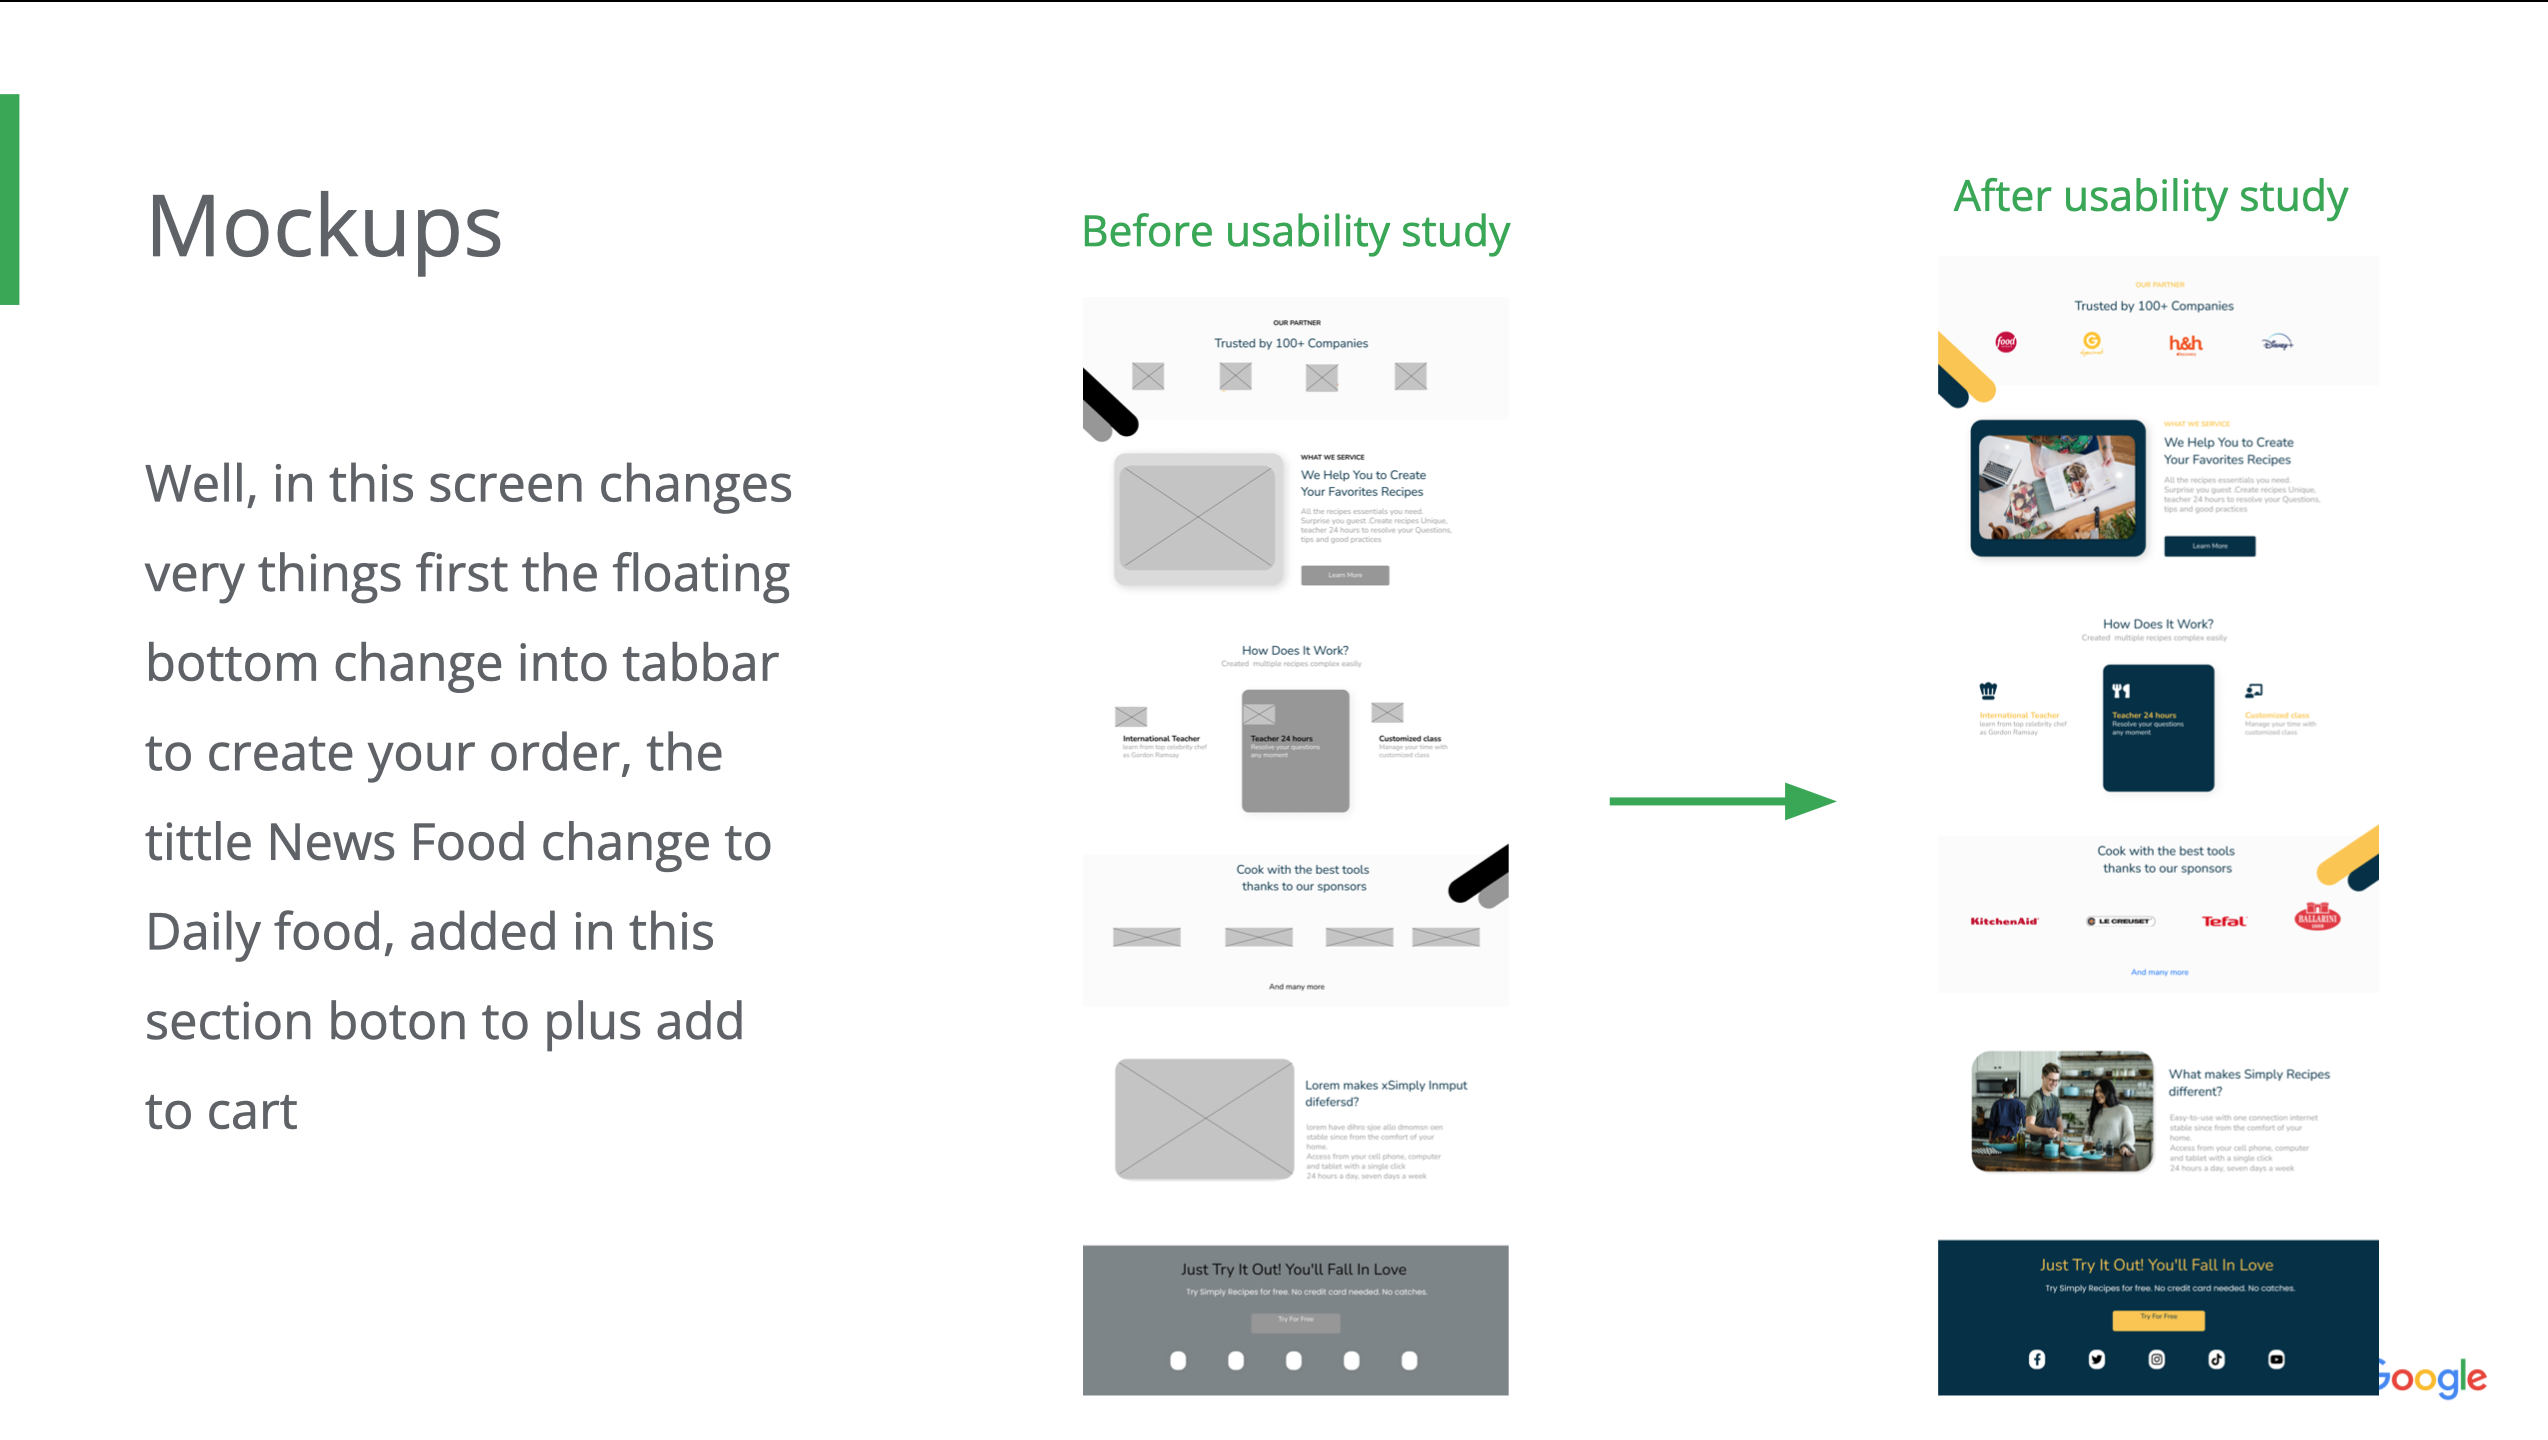 Mockups
Well, in this screen changes
very things first the floating
bottom change into tabbar
to create your order, the
tittle News Food change to
Daily food, added in this
section boton to plus add
to cart
Before usability study
OUR PARTNER
Trusted by 100+ Companies
WHAT WE SERVICE
We Help You to Create
Your Favorites Recipes
All the recipes essentials you need.
Surprise you guest .Create recipes Unique,
teacher 24 hours to resolve your Questions,
tips and good practices
Learn More
How Does It Work?
Created multiple recipes complex easily
International Teacher
learn from top celebrity chef
as Gordon Ramsay
Teacher 24 hours
Resolve your questions
any moment
Customized class
Manage your time with
customized class
Cook with the best tools
thanks to our sponsors
And many more
Lorem makes xSimply Inmput
difefersd?
lorem have dihro sjoe allo dmomsn oen
stable since from the comfort of your
home.
Access from your cell phone, computer
and tablet with a single click
24 hours a day, seven days a week
Just Try It Out! You'll Fall In Love
Try Simply Recipes for free. No credit card needed. No catches.
Try For Free
After usability study
OUR PARTNER
Trusted by 100+ Companies
food
G
h&h
Disney+
WHAT WE SERVICE
We Help You to Create
Your Favorites Recipes
All the recipes essentials you need.
Surprise you guest .Create recipes Unique,
teacher 24 hours to resolve your Questions,
tips and good practices
Learn More
How Does It Work?
Created multiple recipes complex easily
International Teacher
learn from top celebrity chef
as Gordon Ramsay
Teacher 24 hours
Resolve your questions
any moment
Customized class
Manage your time with
customized class
Cook with the best tools
thanks to our sponsors
KitchenAid
LE CREUSET
Tefal
BALLARINI
And many more
What makes Simply Recipes
different?
Easy-to-use with one connection internet
stable since from the comfort of your
home.
Access from your cell phone, computer
and tablet with a single click
24 hours a day, seven days a week
Just Try It Out! You'll Fall In Love
Try Simply Recipes for free. No credit card needed. No catches.
Try For Free
Google